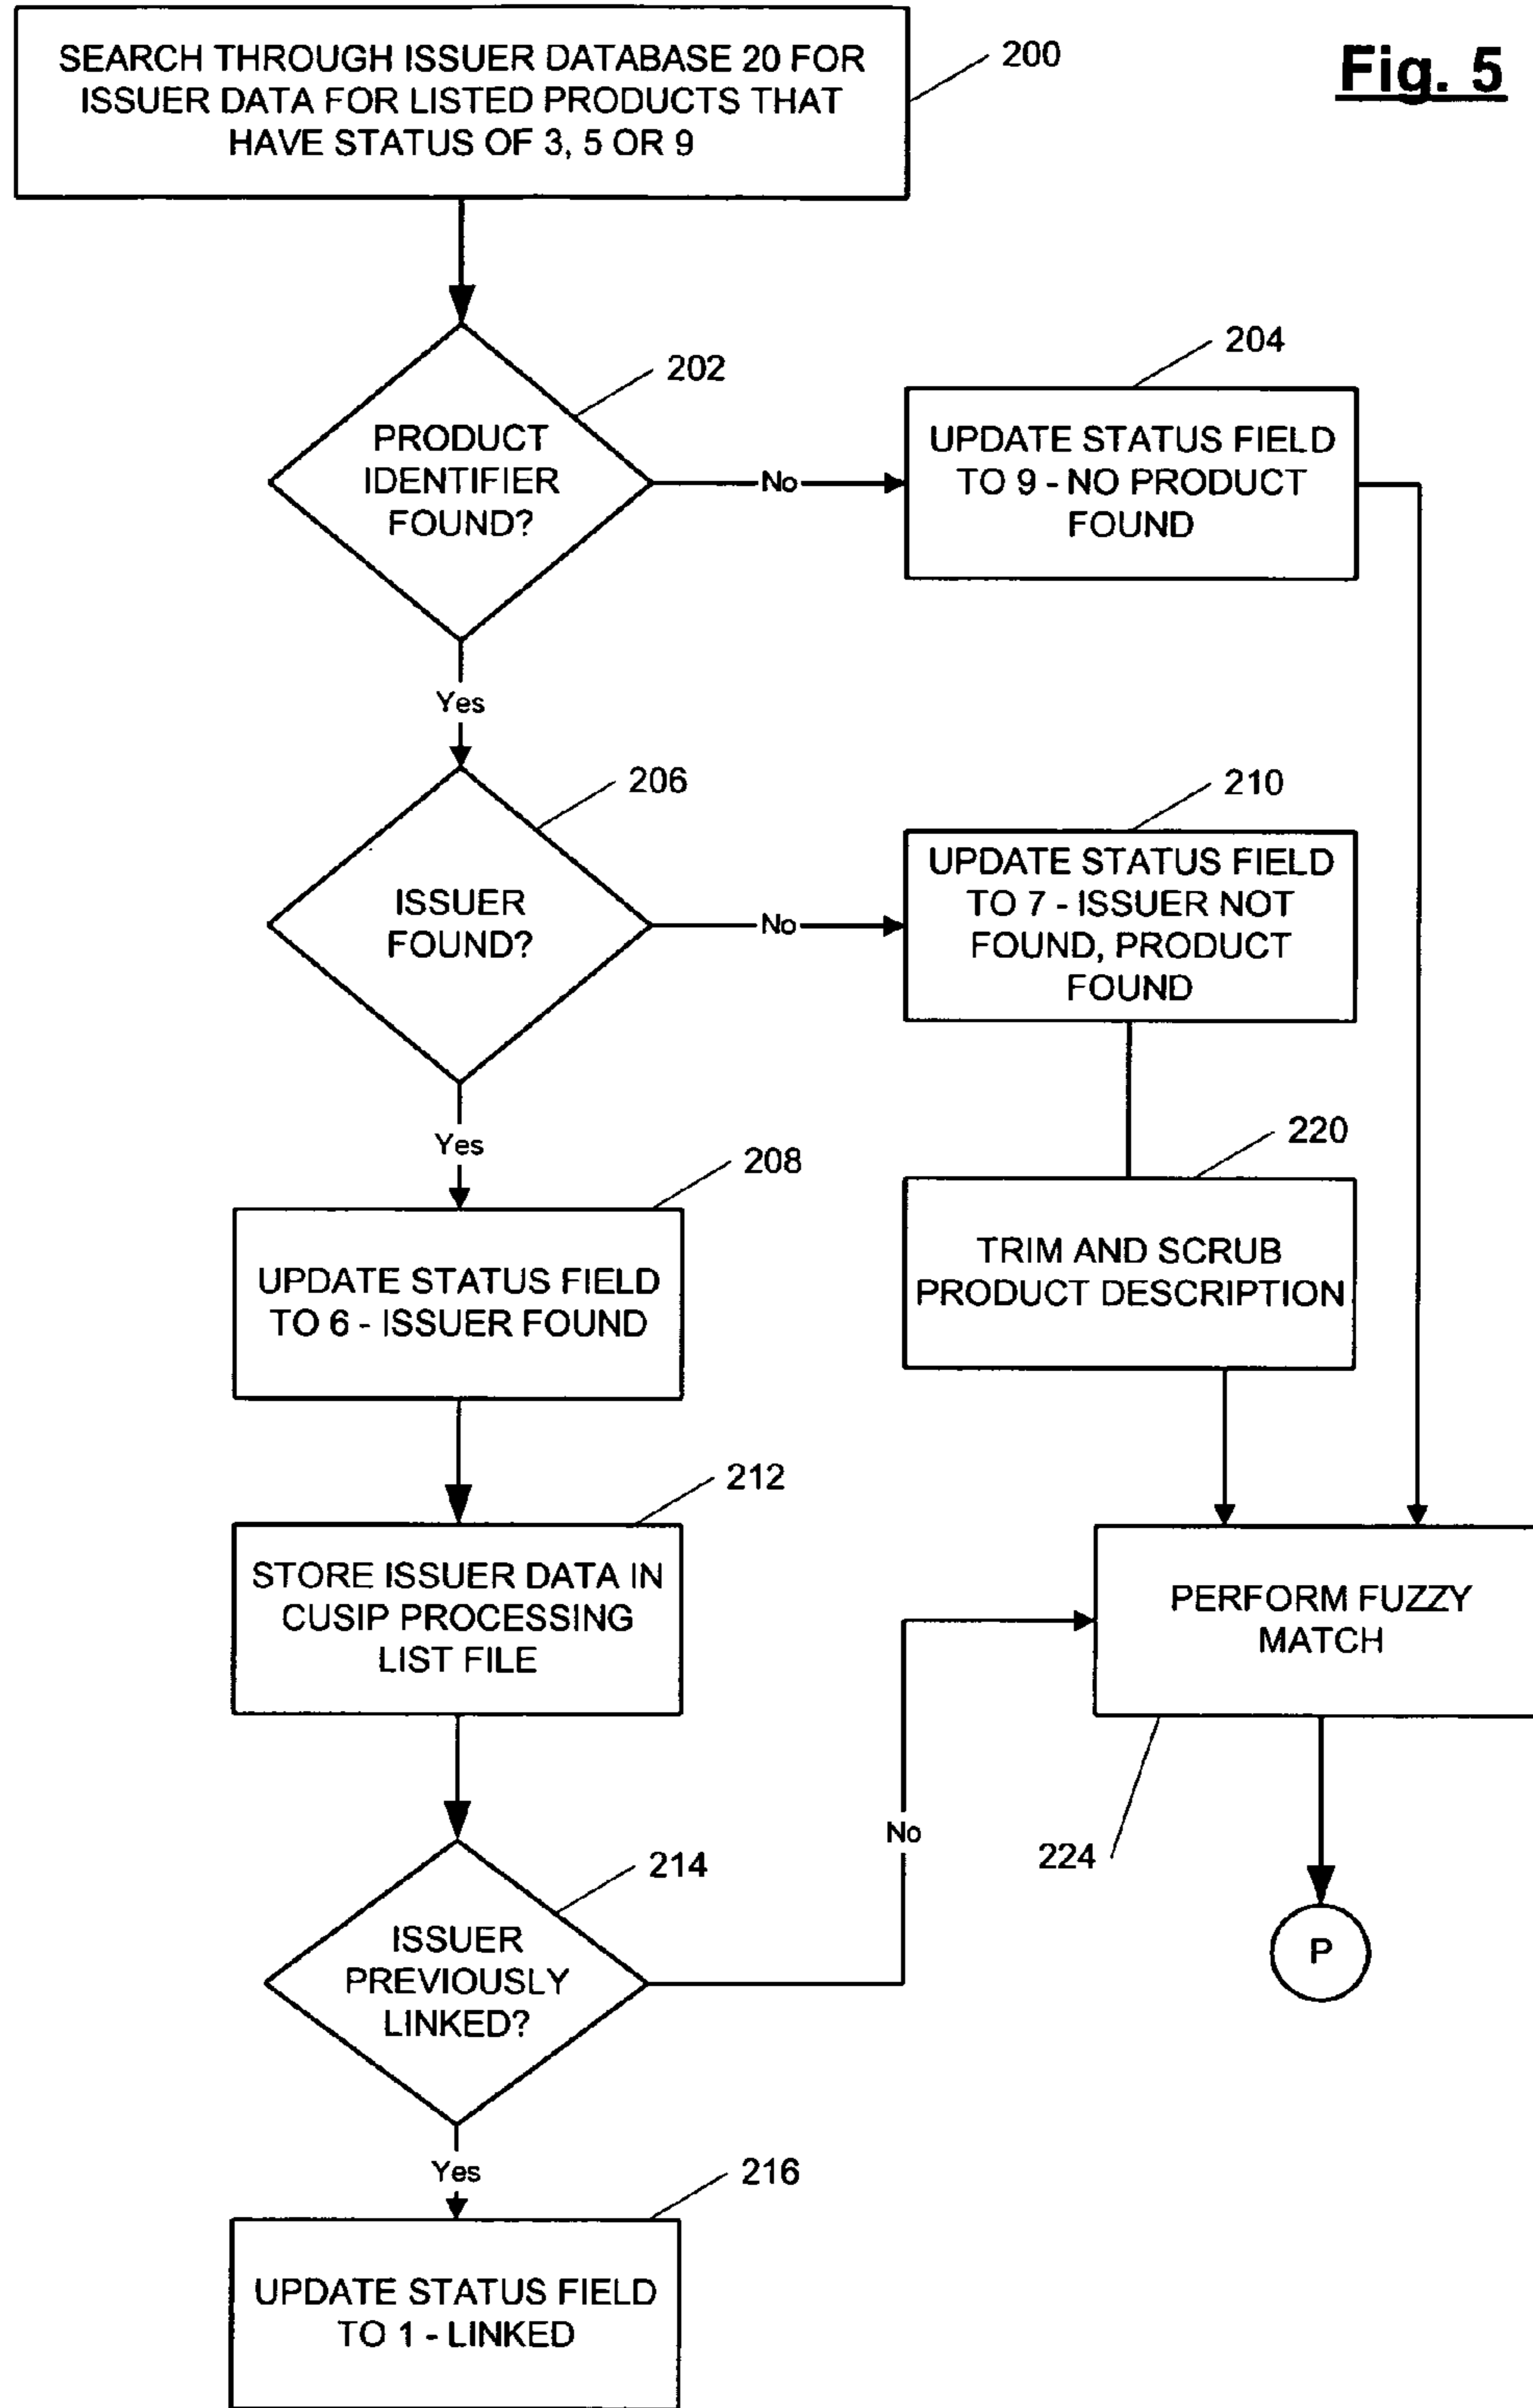 Fig. 5
SEARCH THROUGH ISSUER DATABASE 20 FOR
ISSUER DATA FOR LISTED PRODUCTS THAT
HAVE STATUS OF 3, 5 OR 9
200
PRODUCT
IDENTIFIER
FOUND?
202
No
UPDATE STATUS FIELD
TO 9 - NO PRODUCT
FOUND
204
Yes
ISSUER
FOUND?
206
No
UPDATE STATUS FIELD
TO 7 - ISSUER NOT
FOUND, PRODUCT
FOUND
210
Yes
UPDATE STATUS FIELD
TO 6 - ISSUER FOUND
208
TRIM AND SCRUB
PRODUCT DESCRIPTION
220
STORE ISSUER DATA IN
CUSIP PROCESSING
LIST FILE
212
PERFORM FUZZY
MATCH
224
ISSUER
PREVIOUSLY
LINKED?
214
No
P
Yes
UPDATE STATUS FIELD
TO 1 - LINKED
216